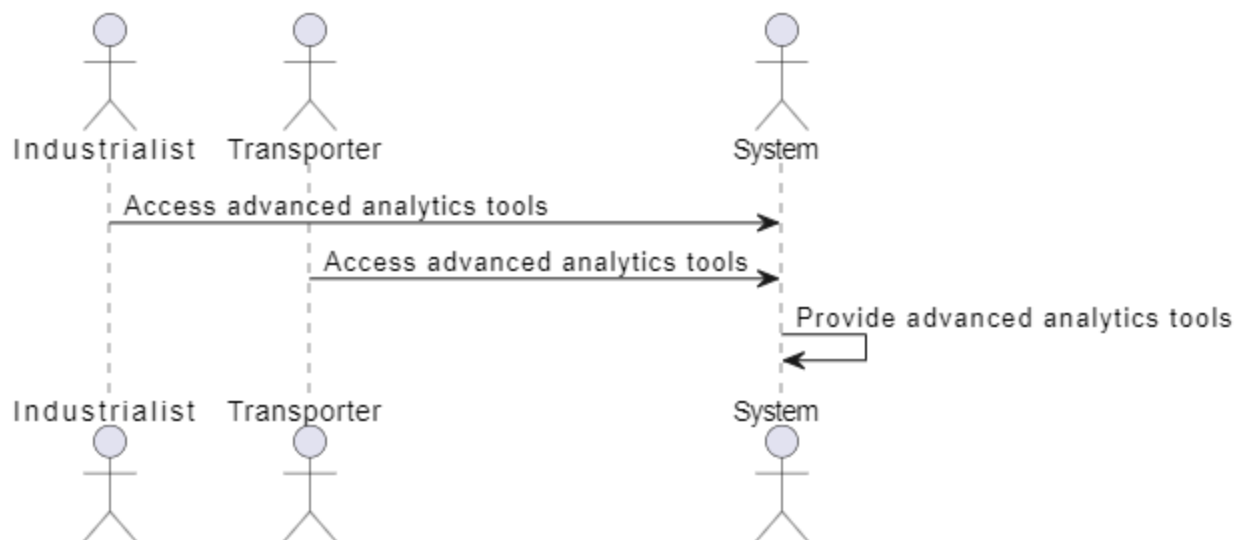 Industrialist Transporter System
Access advanced analytics tools
Access advanced analytics tools
Provide advanced analytics tools
Industrialist Transporter System